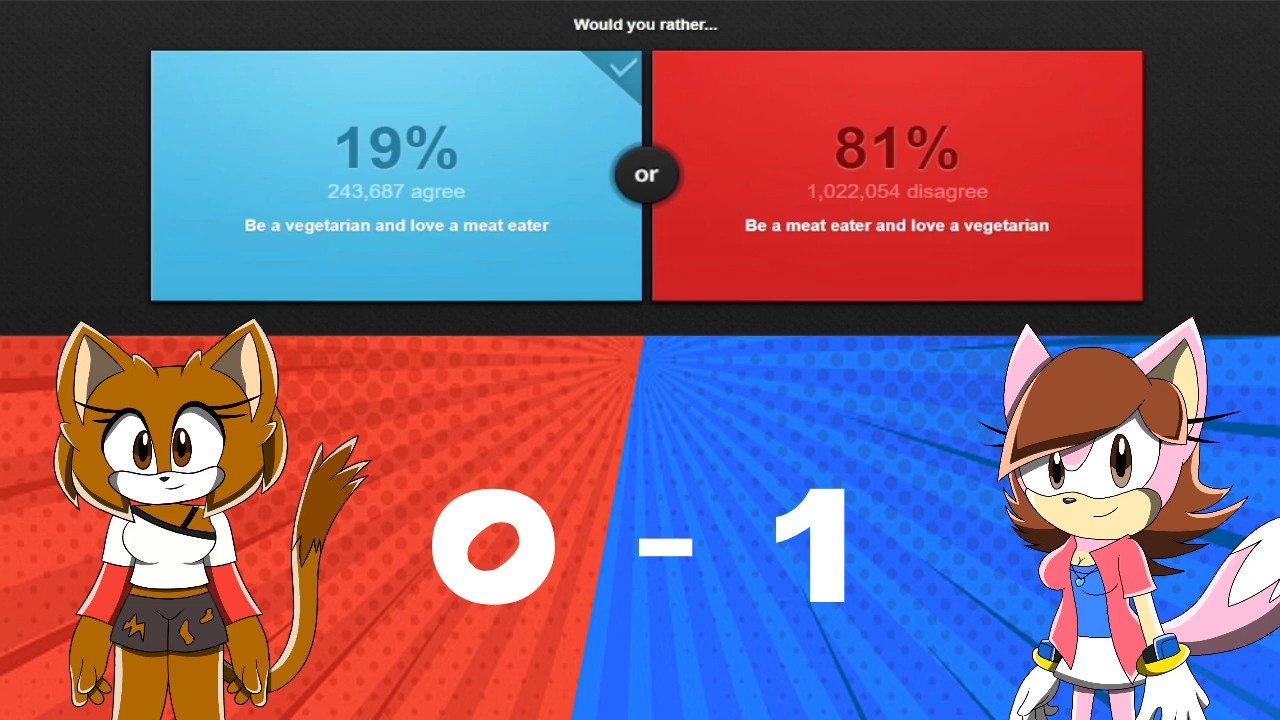 Would you rather...
19%
243,687 agree
Be a vegetarian and love a meat eater
or
81%
1,022,054 disagree
Be a meat eater and love a vegetarian
0 - 1